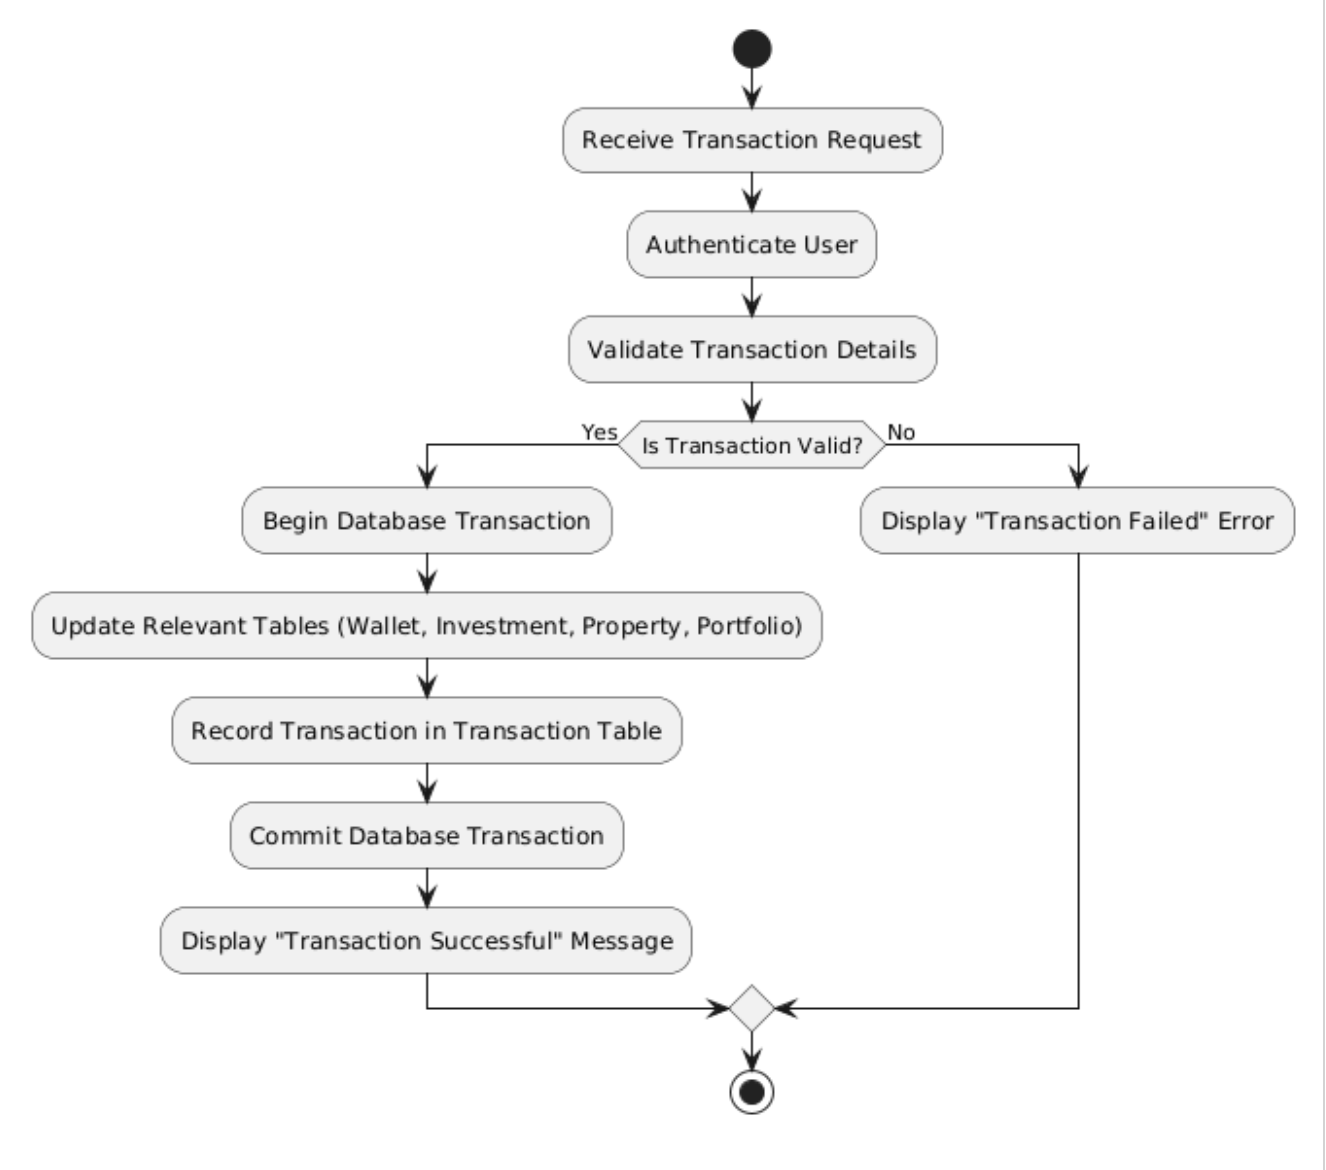 Receive Transaction Request
Authenticate User
Validate Transaction Details
Yes
Is Transaction Valid?
No
Begin Database Transaction
Display "Transaction Failed" Error
Update Relevant Tables (Wallet, Investment, Property, Portfolio)
Record Transaction in Transaction Table
Commit Database Transaction
Display "Transaction Successful" Message